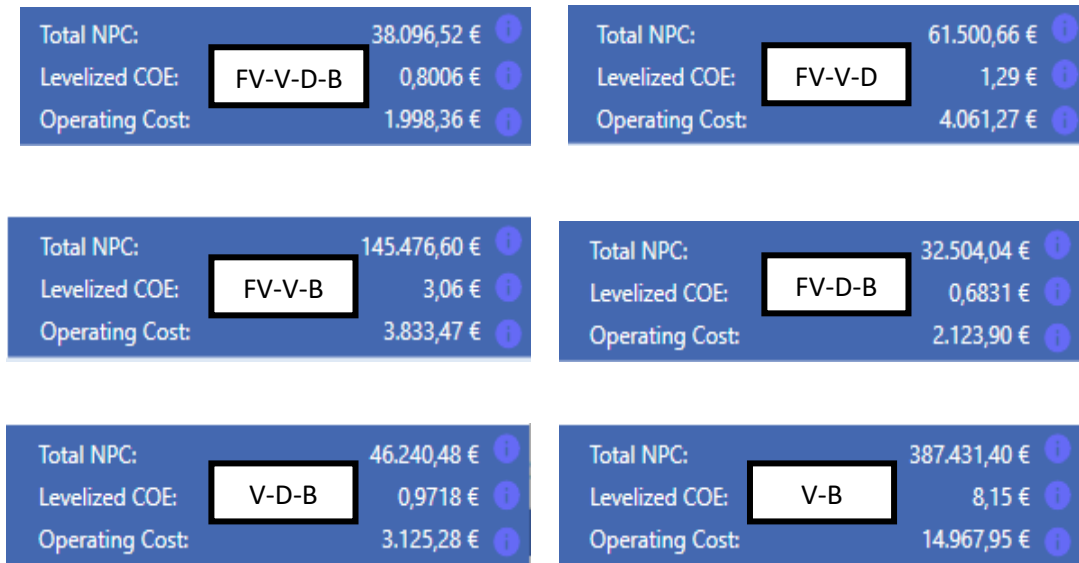 Total NPC: 38.096,52 €
Levelized COE: FV-V-D-B 0,8006 €
Operating Cost: 1.998,36 €
Total NPC: 61.500,66 €
Levelized COE: FV-V-D 1,29 €
Operating Cost: 4.061,27 €
Total NPC: 145.476,60 €
Levelized COE: FV-V-B 3,06 €
Operating Cost: 3.833,47 €
Total NPC: 32.504,04 €
Levelized COE: FV-D-B 0,6831 €
Operating Cost: 2.123,90 €
Total NPC: 46.240,48 €
Levelized COE: V-D-B 0,9718 €
Operating Cost: 3.125,28 €
Total NPC: 387.431,40 €
Levelized COE: V-B 8,15 €
Operating Cost: 14.967,95 €